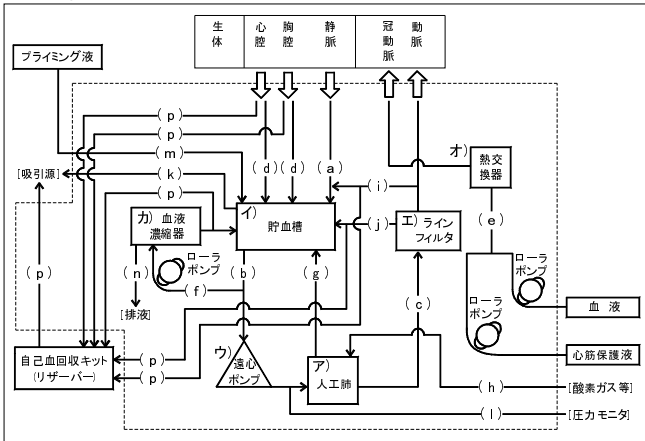 生体
心腔
胸腔
静脈
冠動脈
動脈
プライミング液
(p)
(p)
(m)
[吸引源]
(k)
(p)
(d)
(d)
(a)
(i)
オ)
熱交
換器
カ)血液
濃縮器
イ)
貯血槽
(j)
エ)ライン
フィルタ
(e)
(p)
(n)
ローラ
ポンプ
(b)
(g)
(c)
ローラ
ポンプ
(f)
[排液]
ローラ
ポンプ
血液
自己血回収キット
(リザーバー)
(p)
(p)
ウ)
遠心
ポンプ
ア)
人工肺
心筋保護液
(h)
[酸素ガス等]
(l)
[圧力モニタ]